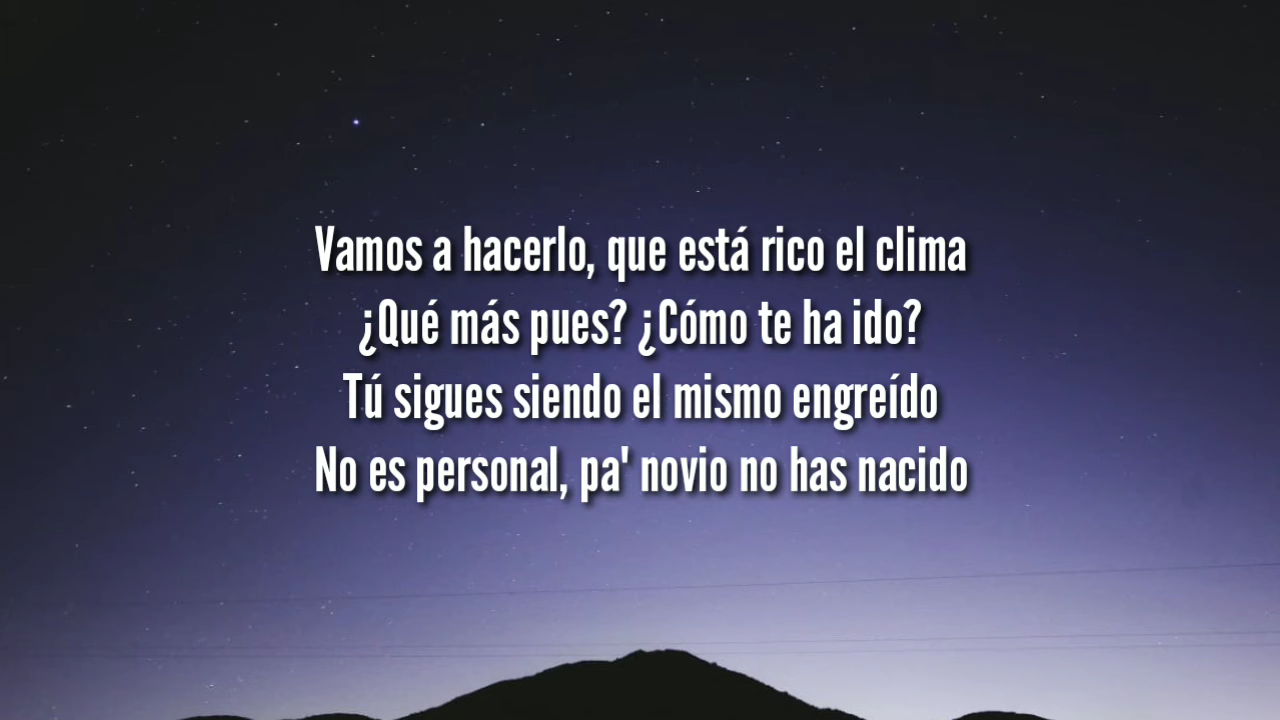 Vamos a hacerlo, que está rico el clima
¿Qué más pues? ¿Cómo te ha ido?
Tú sigues siendo el mismo engreído
No es personal, pa' novio no has nacido